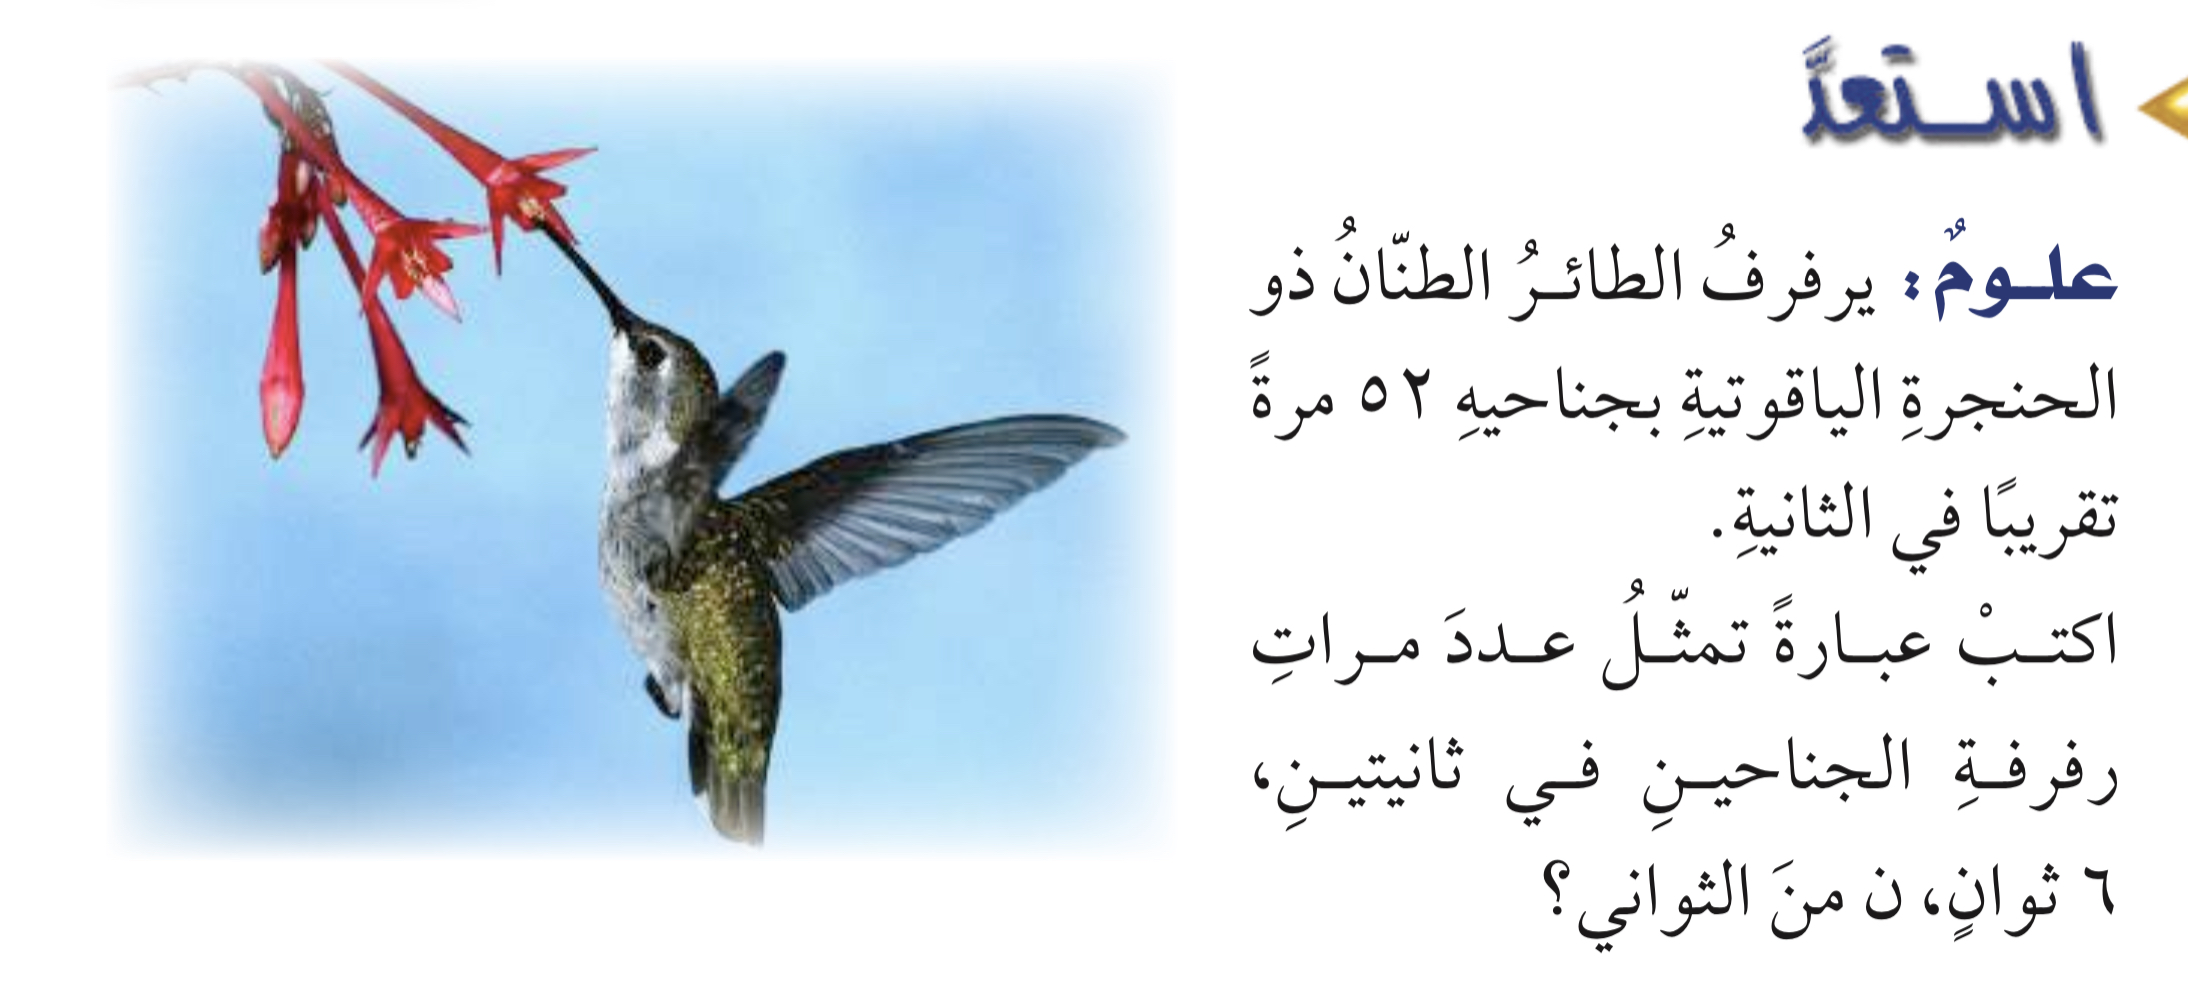 استعدَّ
علومٌ: يرفرفُ الطائرُ الطنّانُ ذو
الحنجرةِ الياقوتيةِ بجناحيهِ ٥٢ مرةً
تقريبًا في الثانيةِ.
اكتبْ عبارةً تمثّلُ عددَ مراتِ
رفرفةِ الجناحينِ في ثانيتينِ،
٦ ثوانٍ، ن منَ الثواني؟